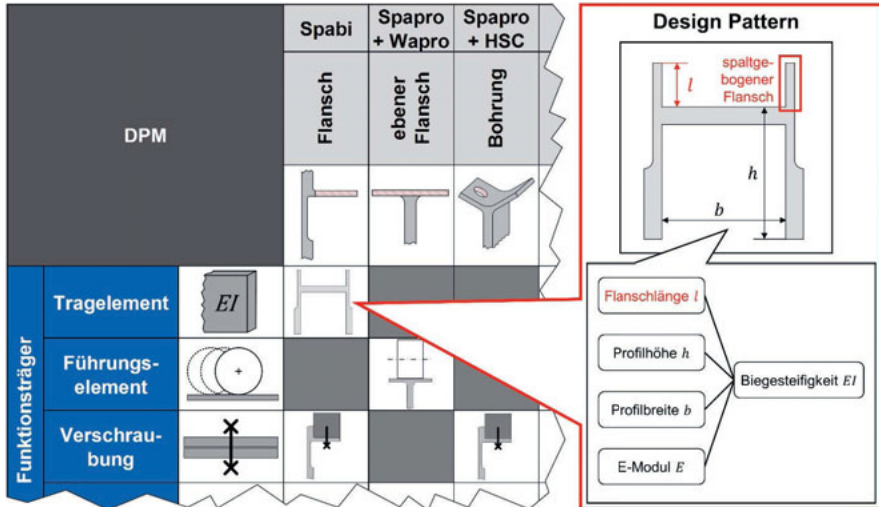 DPM
Spabi
Spapro
+ Wapro
Spapro
+ HSC
Flansch
ebener
Flansch
Bohrung
Funktionsträger
Tragelement
EI
Führungs-
element
Verschrau-
bung
Design Pattern
l
spaltge-
bogener
Flansch
h
b
Flanschlänge l
Profilhöhe h
Profilbreite b
E-Modul E
Biegesteifigkeit EI